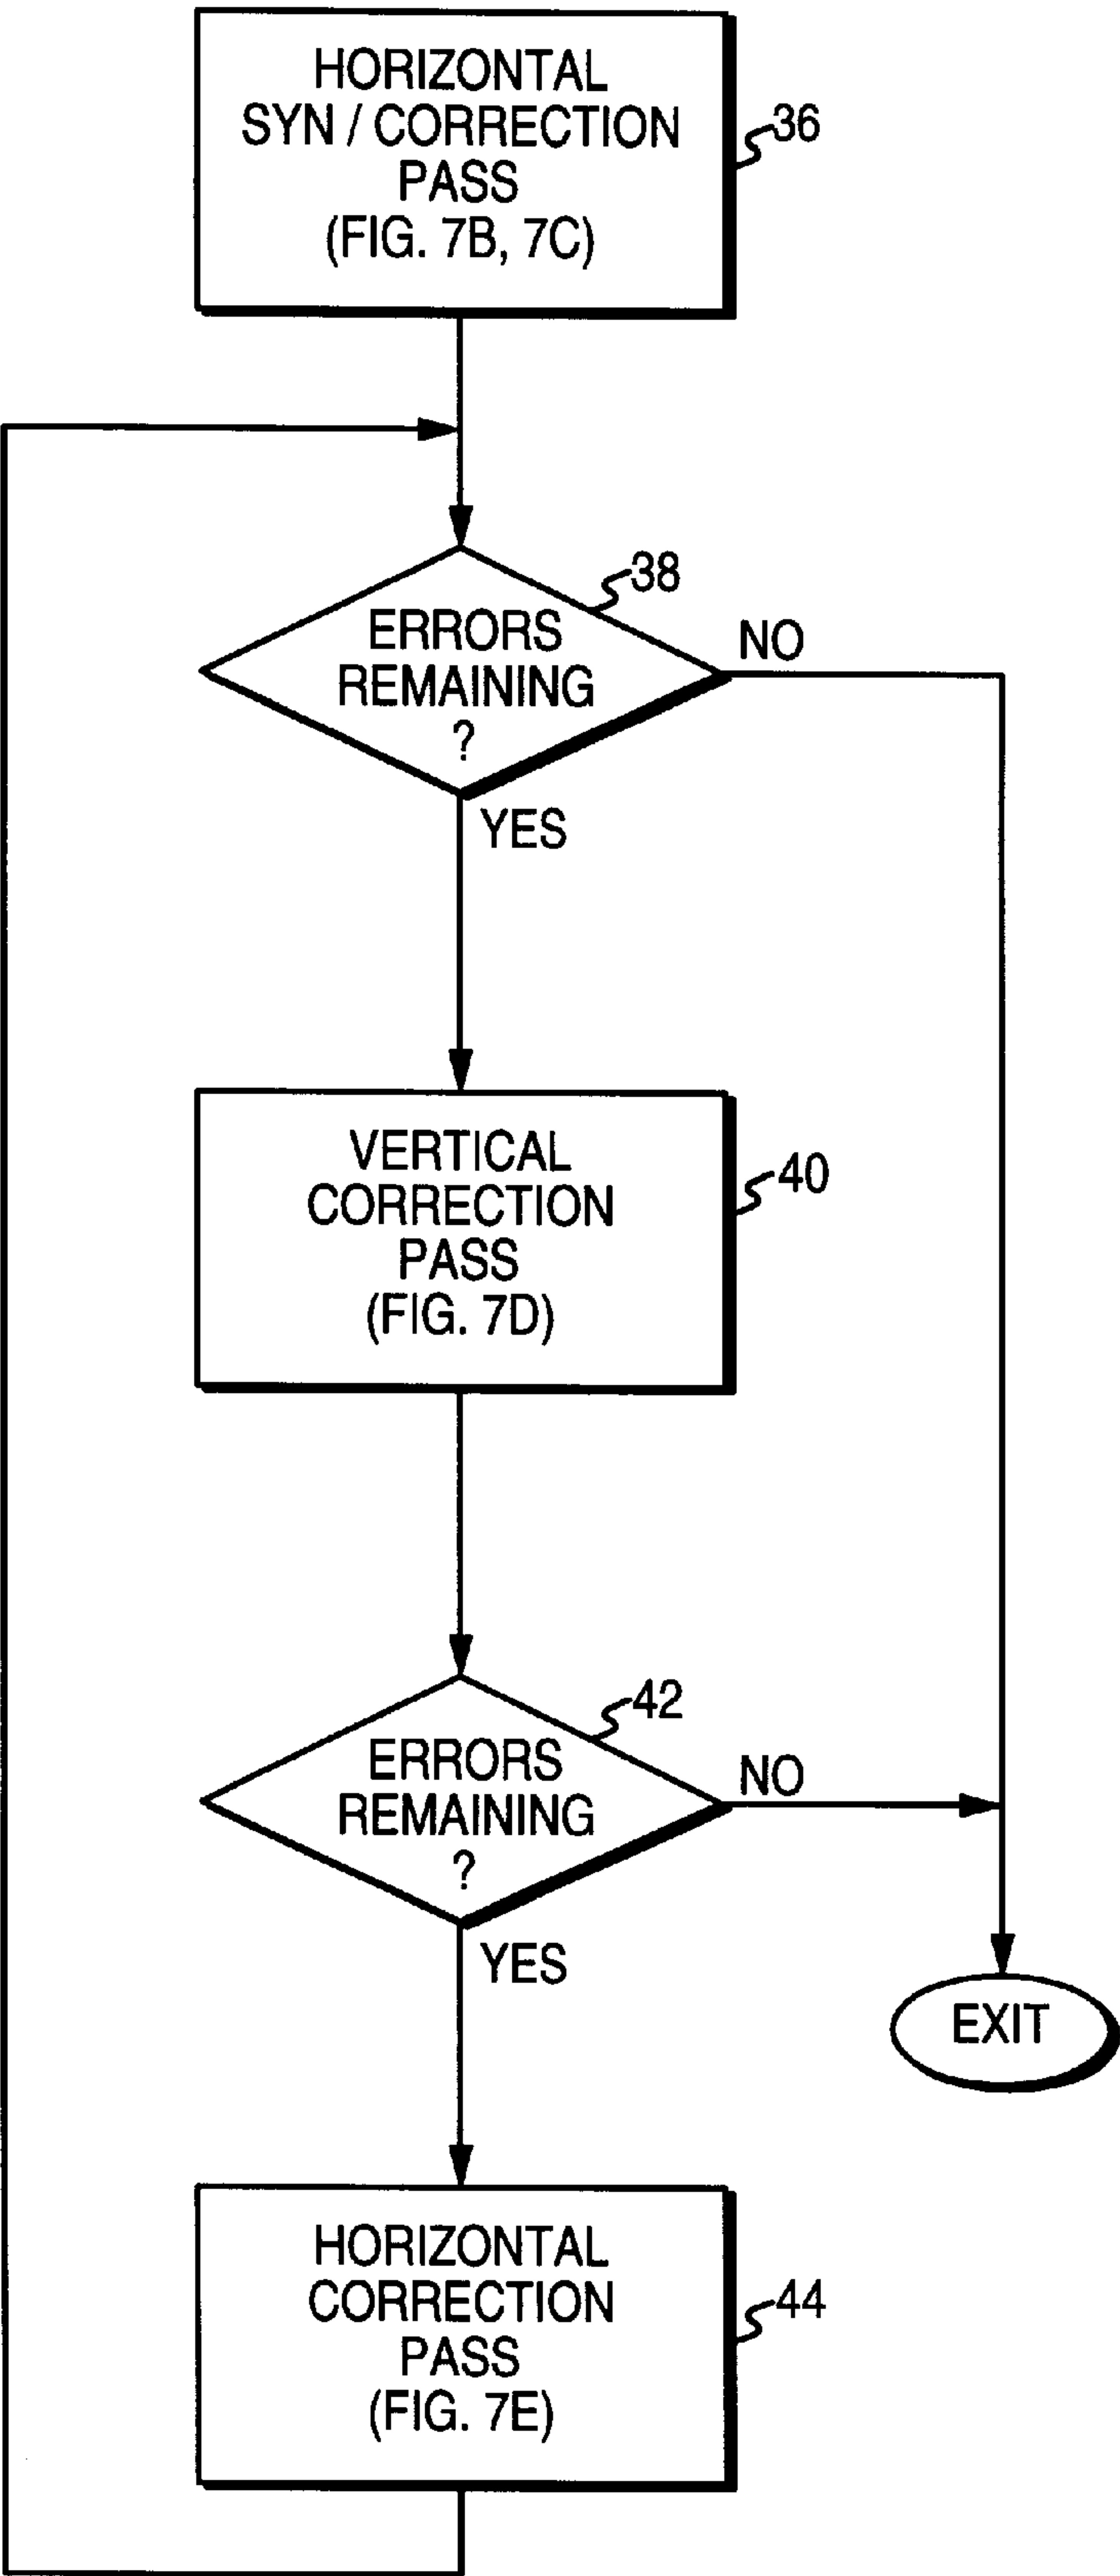 HORIZONTAL
SYN / CORRECTION
PASS
(FIG. 7B, 7C)
36
38
ERRORS
REMAINING
?
NO
YES
VERTICAL
CORRECTION
PASS
(FIG. 7D)
40
42
ERRORS
REMAINING
?
NO
YES
EXIT
HORIZONTAL
CORRECTION
PASS
(FIG. 7E)
44